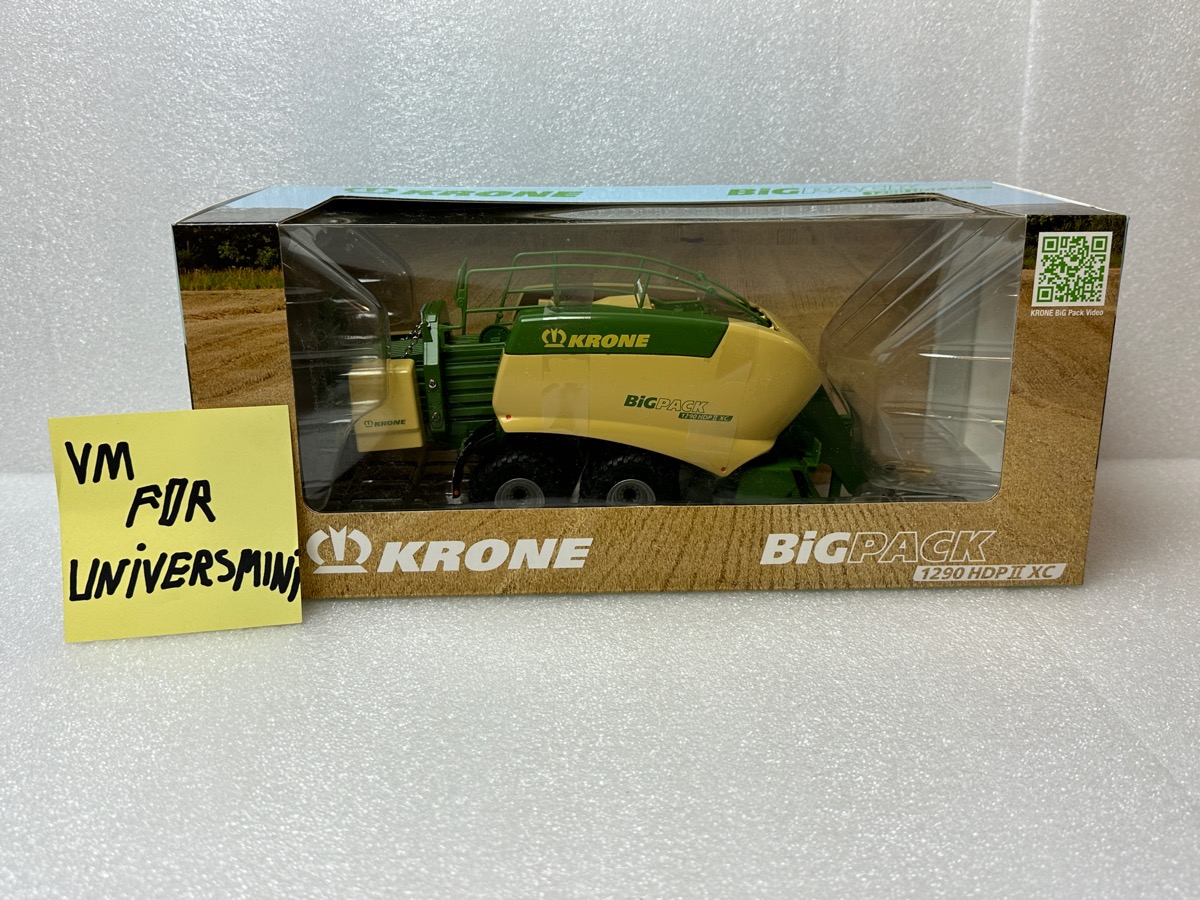 KRONE
KRONE BiG Pack Video
KRONE
BiGPACK
1290 HDP II XC
KRONE
VM
FOR
UNiVERSMiNi
KRONE
BiGPACK
1290 HDP II XC